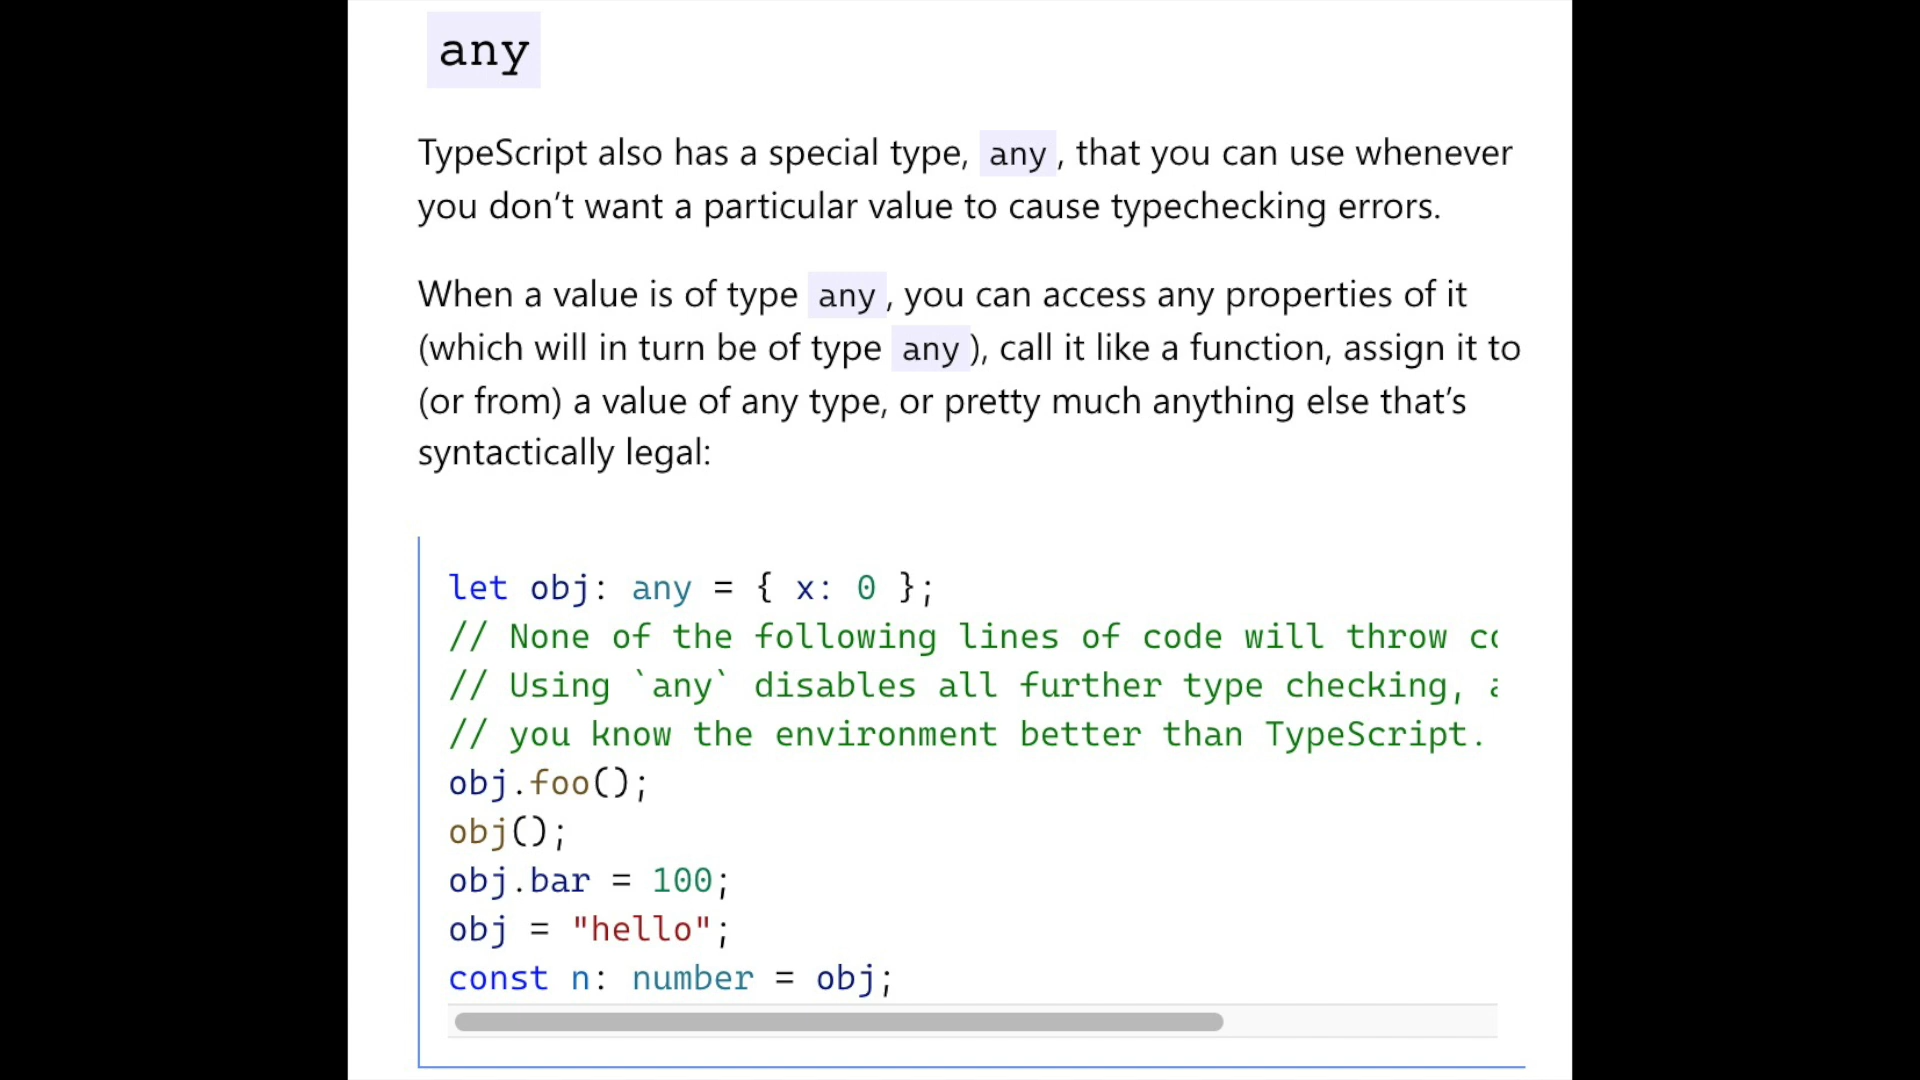 any
TypeScript also has a special type, any, that you can use whenever
you don’t want a particular value to cause typechecking errors.
When a value is of type any, you can access any properties of it
(which will in turn be of type any), call it like a function, assign it to
(or from) a value of any type, or pretty much anything else that’s
syntactically legal:
let obj: any = { x: 0 };
// None of the following lines of code will throw
// Using `any` disables all further type checking,
// you know the environment better than TypeScript.
obj.foo();
obj();
obj.bar = 100;
obj = "hello";
const n: number = obj;